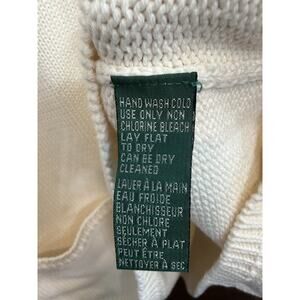 HAND WASH COLD
USE ONLY NON
CHLORINE BLEACH
LAY FLAT
TO DRY
CAN BE DRY
CLEANED
LAVER À LA MAIN
EAU FROIDE
BLANCHISSEUR
NON CHLORE
SEULEMENT
SÉCHER À PLAT
PEUT ÊTRE
NETTOYER À SEC